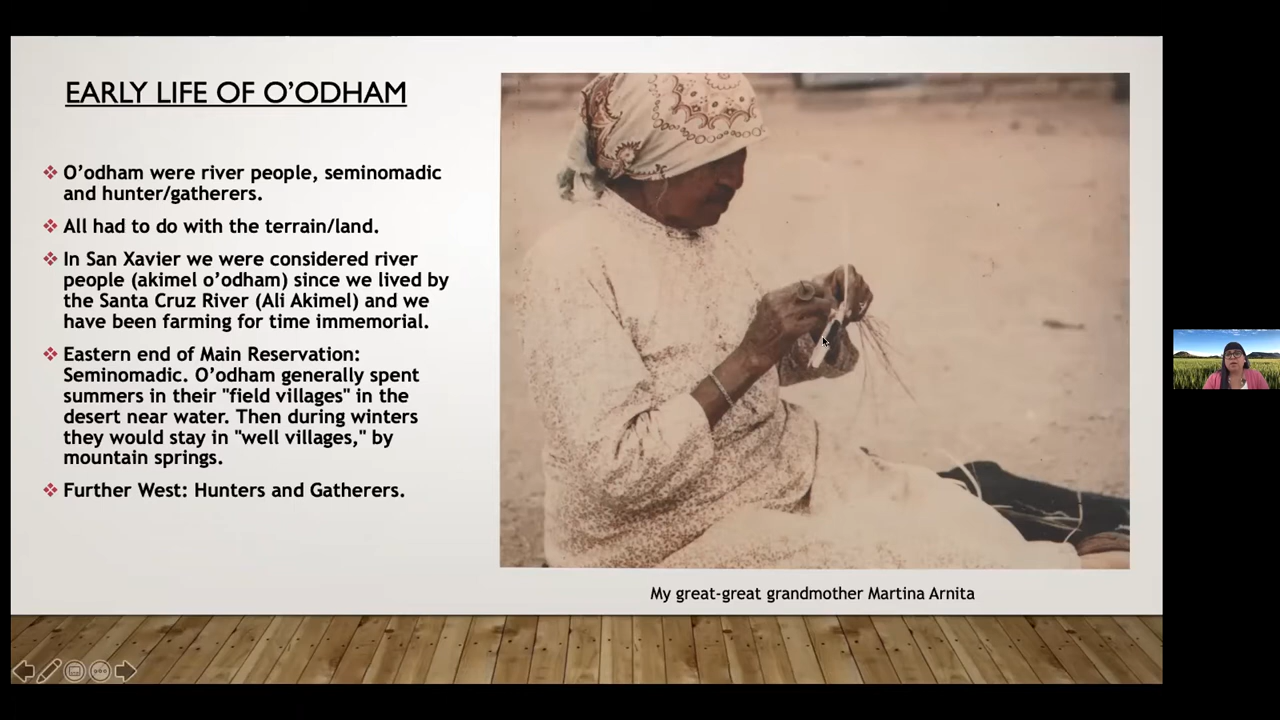 EARLY LIFE OF O’ODHAM
O’odham were river people, seminomadic
and hunter/gatherers.
All had to do with the terrain/land.
In San Xavier we were considered river
people (akimel o’odham) since we lived by
the Santa Cruz River (Ali Akimel) and we
have been farming for time immemorial.
Eastern end of Main Reservation:
Seminomadic. O’odham generally spent
summers in their "field villages" in the
desert near water. Then during winters
they would stay in "well villages," by
mountain springs.
Further West: Hunters and Gatherers.
My great-great grandmother Martina Arnita